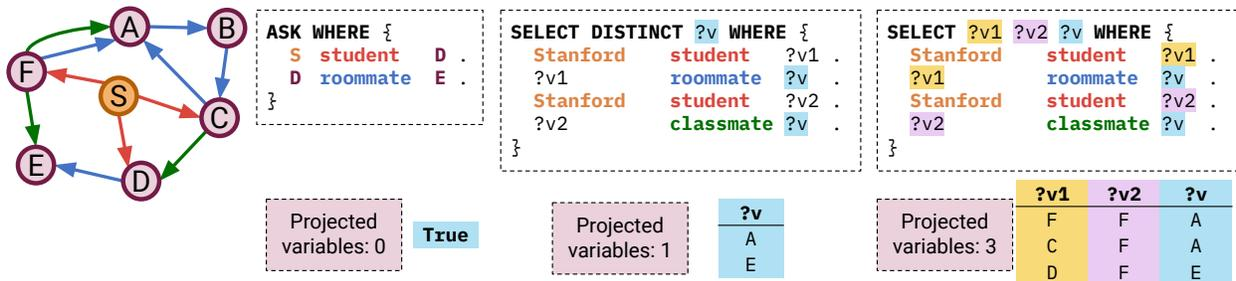 A
B
F
S
C
E
D
ASK WHERE {
S student D .
D roommate E .
}
SELECT DISTINCT ?v WHERE {
Stanford student ?v1 .
?v1 roommate ?v .
Stanford student ?v2 .
?v2 classmate ?v .
}
SELECT ?v1 ?v2 ?v WHERE {
Stanford student ?v1 .
?v1 roommate ?v .
Stanford student ?v2 .
?v2 classmate ?v .
}
Projected
variables: 0
True
Projected
variables: 1
?v
A
E
Projected
variables: 3
?v1 ?v2 ?v
F F A
C F A
D F E